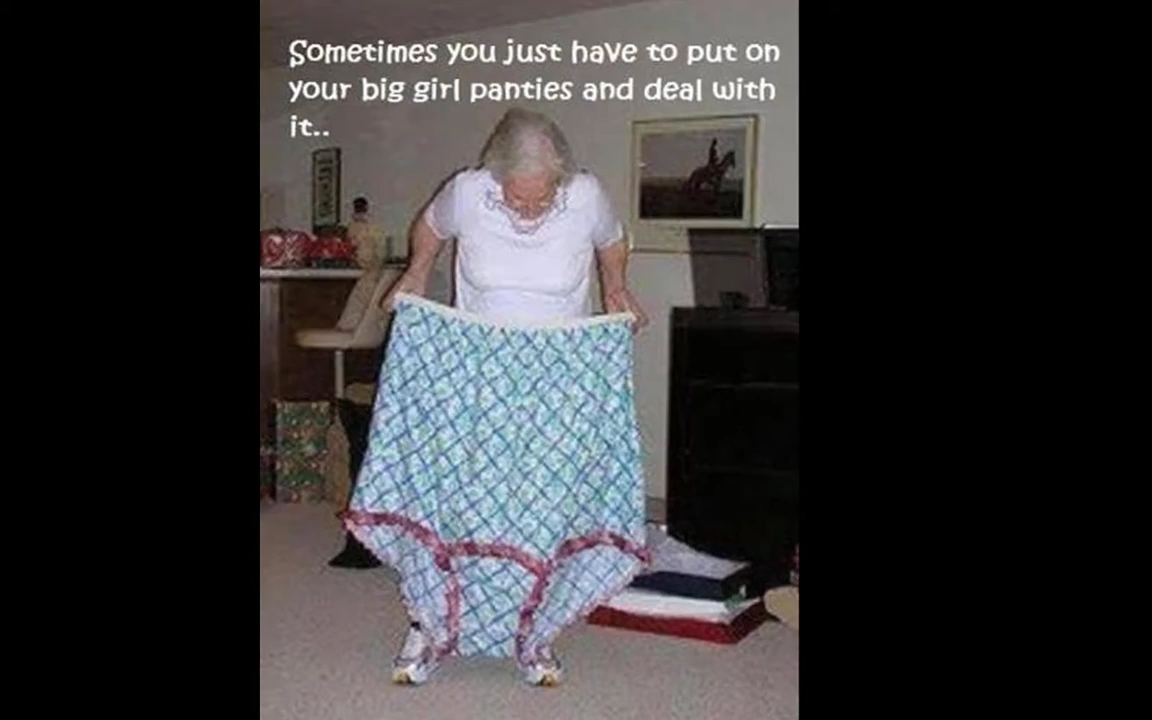 Sometimes you just have to put on
your big girl panties and deal with
it..